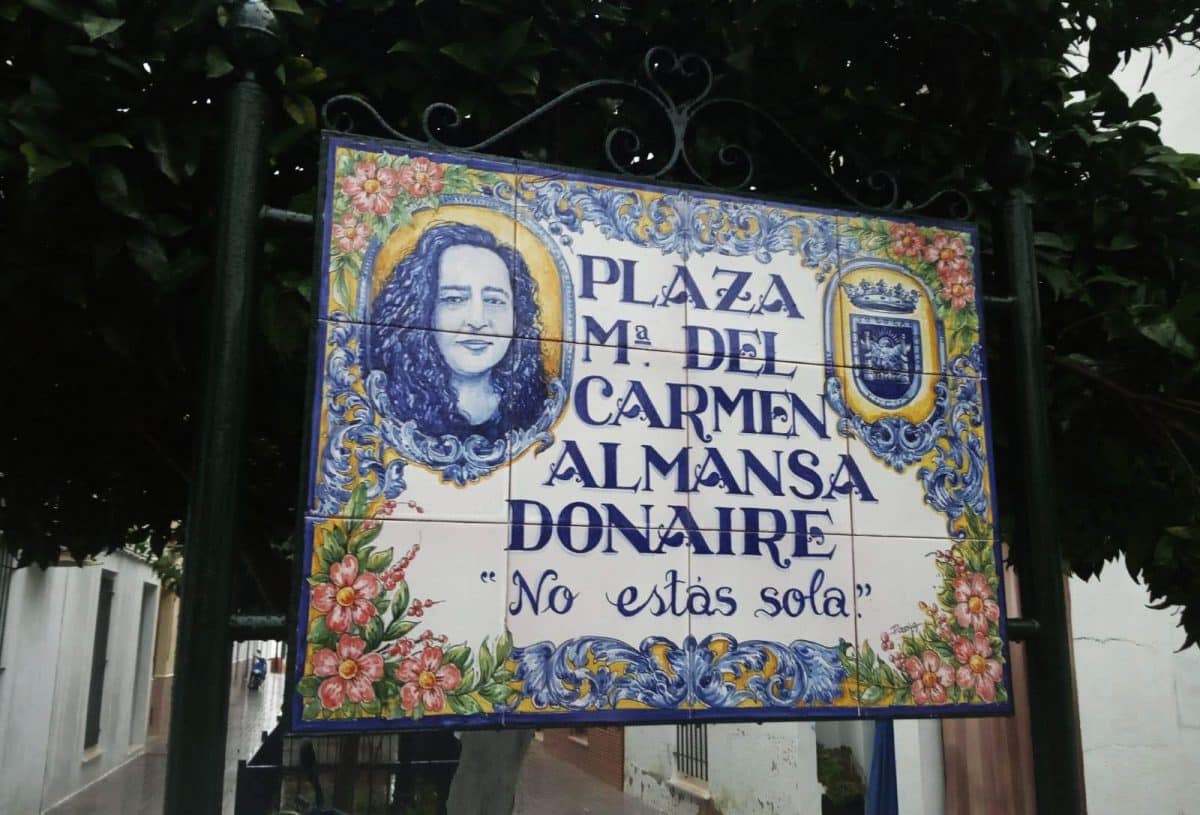 PLAZA
Mª DEL
CARMEN
ALMANSA
DONAIRE
"No estás sola"